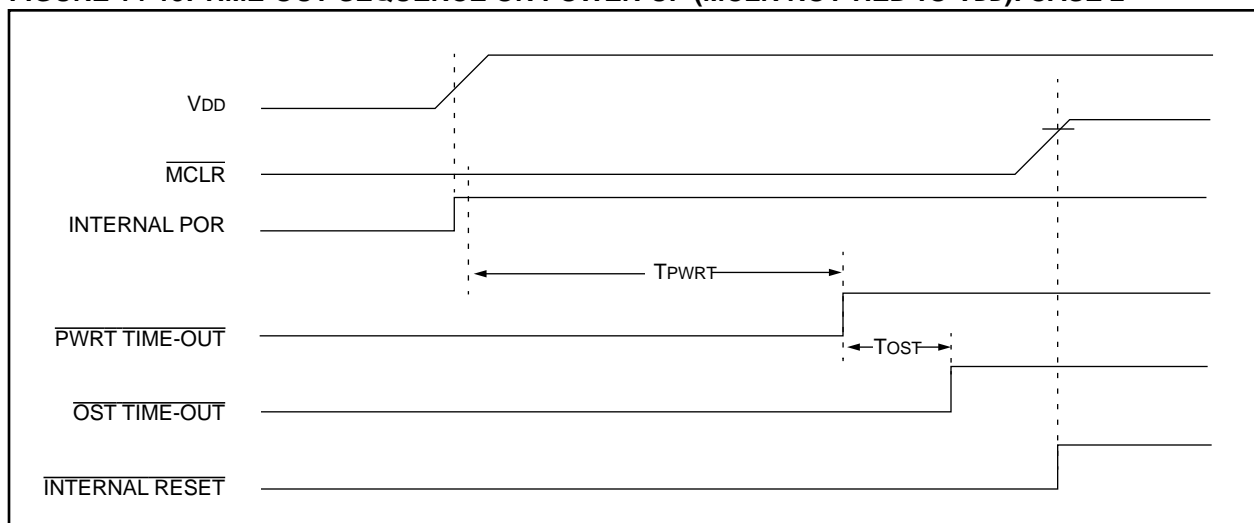 VDD
MCLR
INTERNAL POR
TPWRT
PWRT TIME-OUT
TOST
OST TIME-OUT
INTERNAL RESET